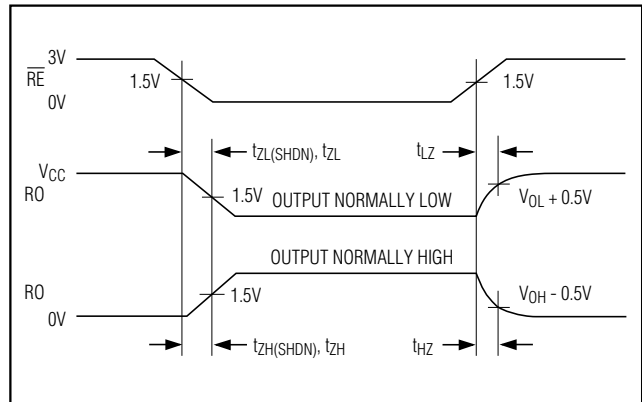 3V
RE
1.5V
1.5V
0V
tZL(SHDN), tZL
tLZ
VCC
RO
1.5V
OUTPUT NORMALLY LOW
VOL + 0.5V
OUTPUT NORMALLY HIGH
RO
1.5V
VOH - 0.5V
0V
tZH(SHDN), tZH
tHZ